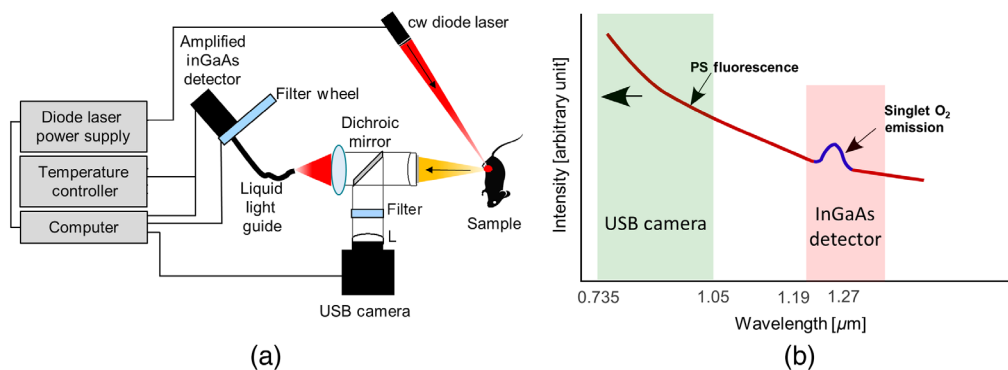 cw diode laser
Amplified
inGaAs
detector
Filter wheel
Dichroic
mirror
Diode laser
power supply
Temperature
controller
Computer
Liquid
light
guide
Filter
L
Sample
USB camera
(a)
Intensity [arbitrary unit]
PS fluorescence
Singlet O₂
emission
USB camera
InGaAs
detector
0.735
1.05
1.19
1.27
Wavelength [µm]
(b)